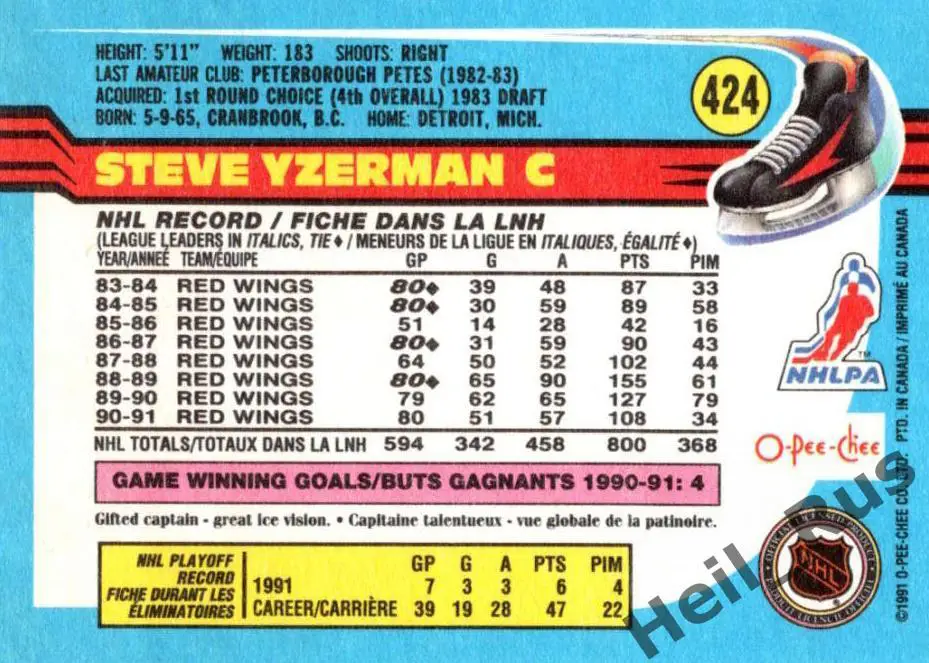 HEIGHT: 5'11" WEIGHT: 183 SHOOTS: RIGHT
LAST AMATEUR CLUB: PETERBOROUGH PETES (1982-83)
ACQUIRED: 1st ROUND CHOICE (4th OVERALL) 1983 DRAFT
BORN: 5-9-65, CRANBROOK, B.C. HOME: DETROIT, MICH.
424
STEVE YZERMAN C
NHL RECORD / FICHE DANS LA LNH
(LEAGUE LEADERS IN ITALICS, TIE ♦ / MENEURS DE LA LIGUE EN ITALIQUES, ÉGALITÉ ♦)
YEAR/ANNEÉ TEAM/ÉQUIPE GP G A PTS PIM
83-84 RED WINGS 80♦ 39 48 87 33
84-85 RED WINGS 80♦ 30 59 89 58
85-86 RED WINGS 51 14 28 42 16
86-87 RED WINGS 80♦ 31 59 90 43
87-88 RED WINGS 64 50 52 102 44
88-89 RED WINGS 80♦ 65 90 155 61
89-90 RED WINGS 79 62 65 127 79
90-91 RED WINGS 80 51 57 108 34
NHL TOTALS/TOTAUX DANS LA LNH 594 342 458 800 368
GAME WINNING GOALS/BUTS GAGNANTS 1990-91: 4
Gifted captain - great ice vision. • Capitaine talentueux - vue globale de la patinoire.
NHL PLAYOFF
RECORD
FICHE DURANT LES
ÉLIMINATOIRES
GP G A PTS PIM
1991 7 3 3 6 4
CAREER/CARRIÈRE 39 19 28 47 22
NHLPA
TM
O-Pee-Chee
NHL
©1991 O-PEE-CHEE CO. LTD. PTD. IN CANADA / IMPRIMÉ AU CANADA
Heil_Rus